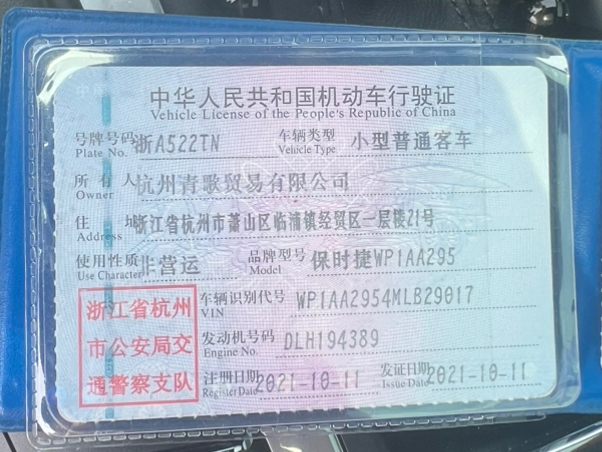 中华人民共和国机动车行驶证
Vehicle License of the People's Republic of China
号牌号码 浙A522TN 车辆类型 小型普通客车
Plate No. Vehicle Type
所有人 杭州青歌贸易有限公司
Owner
住址 浙江省杭州市萧山区临浦镇经贸区一层楼21号
Address
使用性质 非营运 品牌型号 保时捷WP1AA295
Use Character Model
浙江省杭州
市公安局交
通警察支队
车辆识别代号 WP1AA2954MLB29017
VIN
发动机号码 DLH194389
Engine No.
注册日期 2021-10-11 发证日期 2021-10-11
Register Date Issue Date